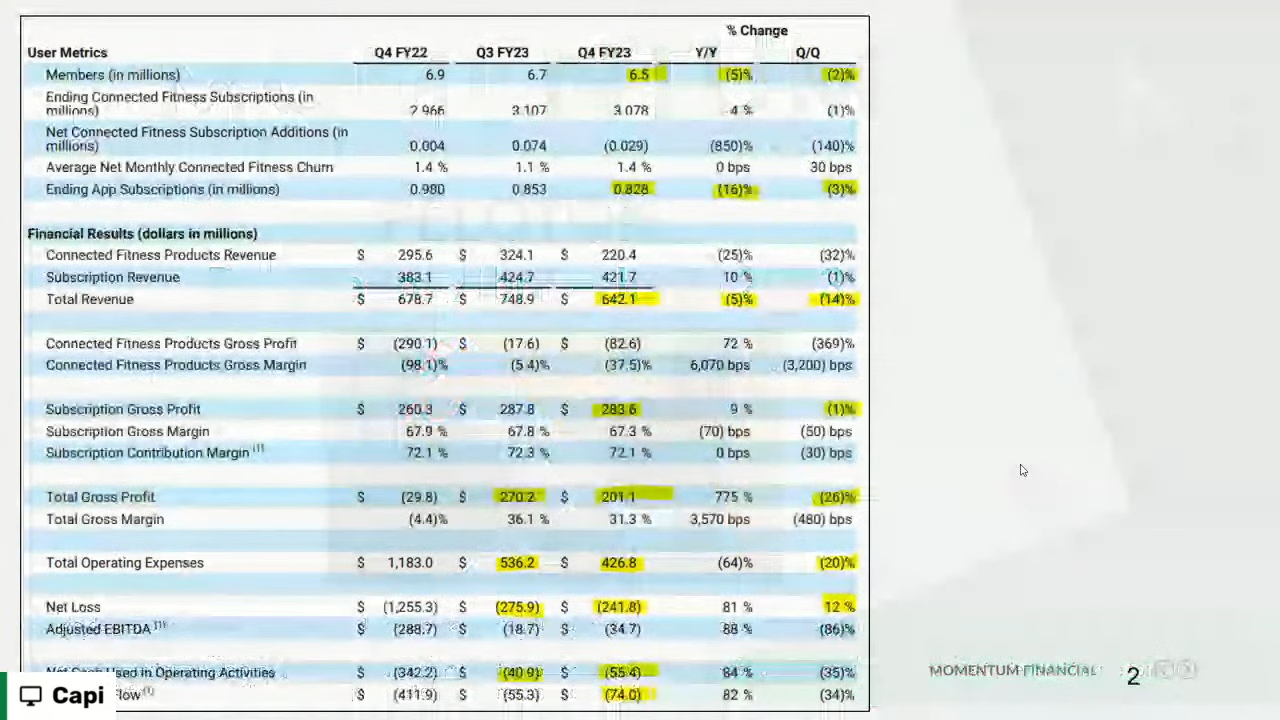 % Change
User Metrics Q4 FY22 Q3 FY23 Q4 FY23 Y/Y Q/Q
Members (in millions) 6.9 6.7 6.5 (5)% (2)%
Ending Connected Fitness Subscriptions (in
millions) 2.966 3.107 3.078 4 % (1)%
Net Connected Fitness Subscription Additions (in
millions) 0.004 0.074 (0.029) (850)% (140)%
Average Net Monthly Connected Fitness Churn 1.4 % 1.1 % 1.4 % 0 bps 30 bps
Ending App Subscriptions (in millions) 0.980 0.853 0.828 (16)% (3)%
Financial Results (dollars in millions)
Connected Fitness Products Revenue $ 295.6 $ 324.1 $ 220.4 (25)% (32)%
Subscription Revenue 383.1 424.7 421.7 10 % (1)%
Total Revenue $ 678.7 $ 748.9 $ 642.1 (5)% (14)%
Connected Fitness Products Gross Profit $ (290.1) $ (17.6) $ (82.6) 72 % (369)%
Connected Fitness Products Gross Margin (98.1)% (5.4)% (37.5)% 6,070 bps (3,200) bps
Subscription Gross Profit $ 260.3 $ 287.8 $ 283.6 9 % (1)%
Subscription Gross Margin 67.9 % 67.8 % 67.3 % (70) bps (50) bps
Subscription Contribution Margin (1) 72.1 % 72.3 % 72.1 % 0 bps (30) bps
Total Gross Profit $ (29.8) $ 270.2 $ 201.1 775 % (26)%
Total Gross Margin (4.4)% 36.1 % 31.3 % 3,570 bps (480) bps
Total Operating Expenses $ 1,183.0 $ 536.2 $ 426.8 (64)% (20)%
Net Loss $ (1,255.3) $ (275.9) $ (241.8) 81 % 12 %
Adjusted EBITDA (1) $ (288.7) $ (18.7) $ (34.7) 88 % (86)%
Net Cash Used in Operating Activities $ (342.2) $ (40.9) $ (55.4) 84 % (35)%
Flow (1) $ (411.9) $ (55.3) $ (74.0) 82 % (34)%
MOMENTUM FINANCIAL 2
Capi